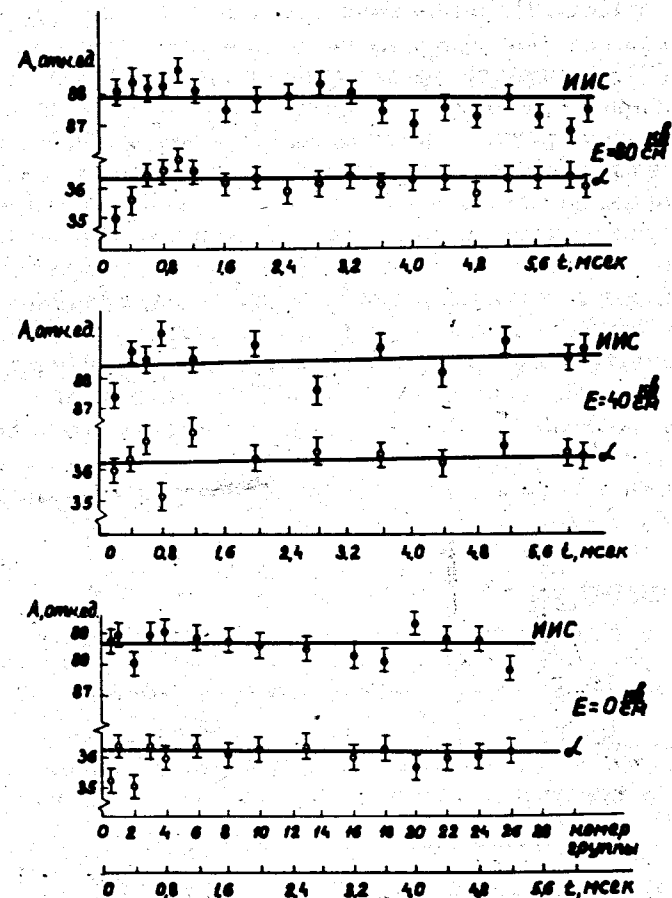 А, отн.ед.
ИИС
88
87
E=80 кв/см
α
36
35
0 0,8 1,6 2,4 3,2 4,0 4,8 5,6 t, мсек
А, отн.ед.
ИИС
88
87
E=40 кв/см
α
36
35
0 0,8 1,6 2,4 3,2 4,0 4,8 5,6 t, мсек
А, отн.ед.
ИИС
89
88
87
E=0 кв/см
α
36
35
0 2 4 6 8 10 12 14 16 18 20 22 24 26 28 номер
группы
0 0,8 1,6 2,4 3,2 4,0 4,8 5,6 t, мсек